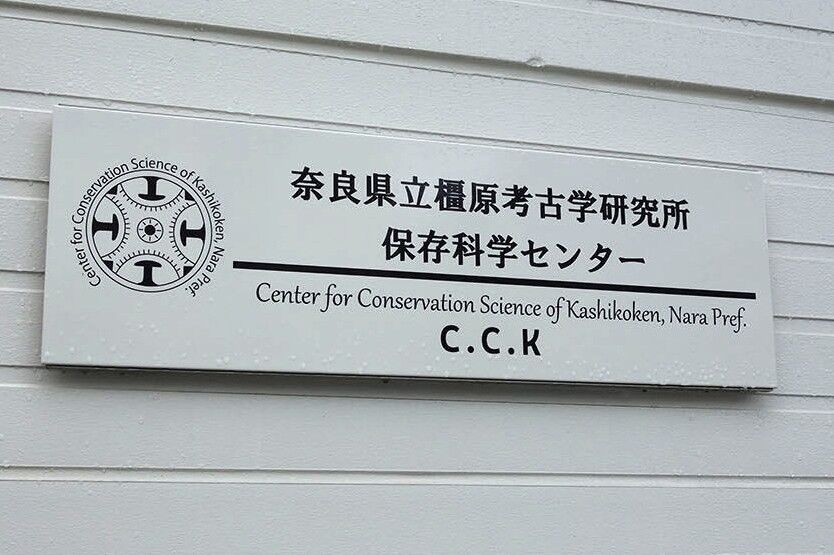 Center for Conservation Science of Kashikoken, Nara Pref.
奈良県立橿原考古学研究所
保存科学センター
Center for Conservation Science of Kashikoken, Nara Pref.
C.C.K